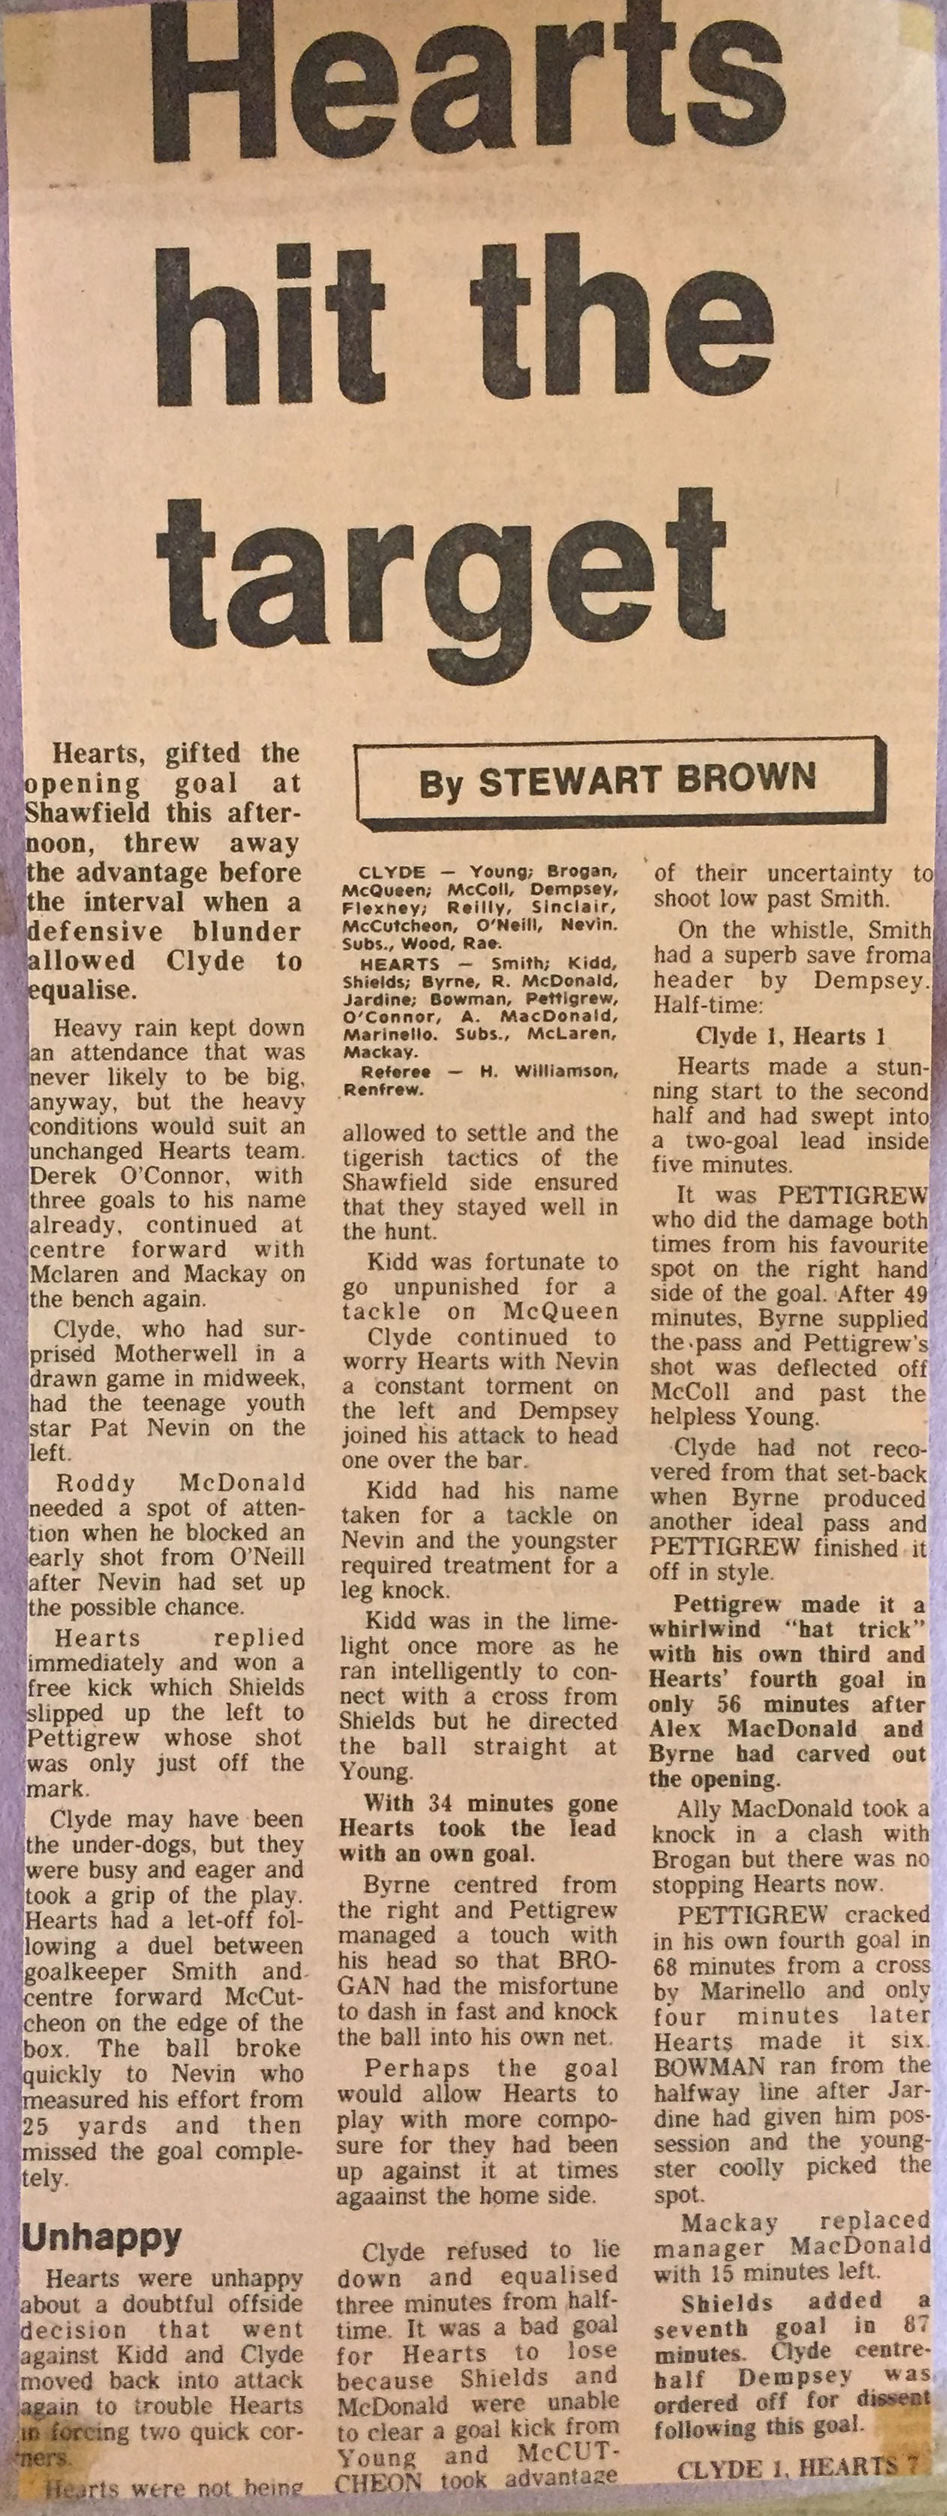 Hearts
hit the
target
Hearts, gifted the
opening goal at
Shawfield this after-
noon, threw away
the advantage before
the interval when a
defensive blunder
allowed Clyde to
equalise.
Heavy rain kept down
an attendance that was
never likely to be big,
anyway, but the heavy
conditions would suit an
unchanged Hearts team.
Derek O'Connor, with
three goals to his name
already, continued at
centre forward with
Mclaren and Mackay on
the bench again.
Clyde, who had sur-
prised Motherwell in a
drawn game in midweek,
had the teenage youth
star Pat Nevin on the
left.
Roddy McDonald
needed a spot of atten-
tion when he blocked an
early shot from O'Neill
after Nevin had set up
the possible chance.
Hearts replied
immediately and won a
free kick which Shields
slipped up the left to
Pettigrew whose shot
was only just off the
mark.
Clyde may have been
the under-dogs, but they
were busy and eager and
took a grip of the play.
Hearts had a let-off fol-
lowing a duel between
goalkeeper Smith and
centre forward McCut-
cheon on the edge of the
box. The ball broke
quickly to Nevin who
measured his effort from
25 yards and then
missed the goal comple-
tely.
Unhappy
Hearts were unhappy
about a doubtful offside
decision that went
against Kidd and Clyde
moved back into attack
again to trouble Hearts
in forcing two quick cor-
ners.
Hearts were not being
By STEWART BROWN
CLYDE — Young; Brogan,
McQueen; McColl, Dempsey,
Flexney; Reilly, Sinclair,
McCutcheon, O'Neill, Nevin.
Subs., Wood, Rae.
HEARTS — Smith; Kidd,
Shields; Byrne, R. McDonald,
Jardine; Bowman, Pettigrew,
O'Connor, A. MacDonald,
Marinello. Subs., McLaren,
Mackay.
Referee — H. Williamson,
Renfrew.
allowed to settle and the
tigerish tactics of the
Shawfield side ensured
that they stayed well in
the hunt.
Kidd was fortunate to
go unpunished for a
tackle on McQueen
Clyde continued to
worry Hearts with Nevin
a constant torment on
the left and Dempsey
joined his attack to head
one over the bar.
Kidd had his name
taken for a tackle on
Nevin and the youngster
required treatment for a
leg knock.
Kidd was in the lime-
light once more as he
ran intelligently to con-
nect with a cross from
Shields but he directed
the ball straight at
Young.
With 34 minutes gone
Hearts took the lead
with an own goal.
Byrne centred from
the right and Pettigrew
managed a touch with
his head so that BRO-
GAN had the misfortune
to dash in fast and knock
the ball into his own net.
Perhaps the goal
would allow Hearts to
play with more compo-
sure for they had been
up against it at times
agaainst the home side.
Clyde refused to lie
down and equalised
three minutes from half-
time. It was a bad goal
for Hearts to lose
because Shields and
McDonald were unable
to clear a goal kick from
Young and McCUT-
CHEON took advantage
of their uncertainty to
shoot low past Smith.
On the whistle, Smith
had a superb save froma
header by Dempsey.
Half-time:
Clyde 1, Hearts 1
Hearts made a stun-
ning start to the second
half and had swept into
a two-goal lead inside
five minutes.
It was PETTIGREW
who did the damage both
times from his favourite
spot on the right hand
side of the goal. After 49
minutes, Byrne supplied
the pass and Pettigrew's
shot was deflected off
McColl and past the
helpless Young.
Clyde had not reco-
vered from that set-back
when Byrne produced
another ideal pass and
PETTIGREW finished it
off in style.
Pettigrew made it a
whirlwind "hat trick"
with his own third and
Hearts' fourth goal in
only 56 minutes after
Alex MacDonald and
Byrne had carved out
the opening.
Ally MacDonald took a
knock in a clash with
Brogan but there was no
stopping Hearts now.
PETTIGREW cracked
in his own fourth goal in
68 minutes from a cross
by Marinello and only
four minutes later
Hearts made it six.
BOWMAN ran from the
halfway line after Jar-
dine had given him pos-
session and the young-
ster coolly picked the
spot.
Mackay replaced
manager MacDonald
with 15 minutes left.
Shields added a
seventh goal in 87
minutes. Clyde centre-
half Dempsey was
ordered off for dissent
following this goal.
CLYDE 1, HEARTS 7